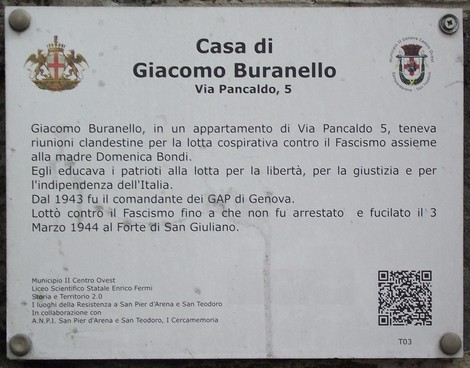 Casa di
Giacomo Buranello
Via Pancaldo, 5
Giacomo Buranello, in un appartamento di Via Pancaldo 5, teneva
riunioni clandestine per la lotta cospirativa contro il Fascismo assieme
alla madre Domenica Bondi.
Egli educava i patrioti alla lotta per la libertà, per la giustizia e per
l'indipendenza dell'Italia.
Dal 1943 fu il comandante dei GAP di Genova.
Lottò contro il Fascismo fino a che non fu arrestato e fucilato il 3
Marzo 1944 al Forte di San Giuliano.
Municipio II Centro Ovest
Liceo Scientifico Statale Enrico Fermi
Storia e Territorio 2.0
I luoghi della Resistenza a San Pier d'Arena e San Teodoro
In collaborazione con
A.N.P.I. San Pier d'Arena e San Teodoro, I Cercamemoria
T03